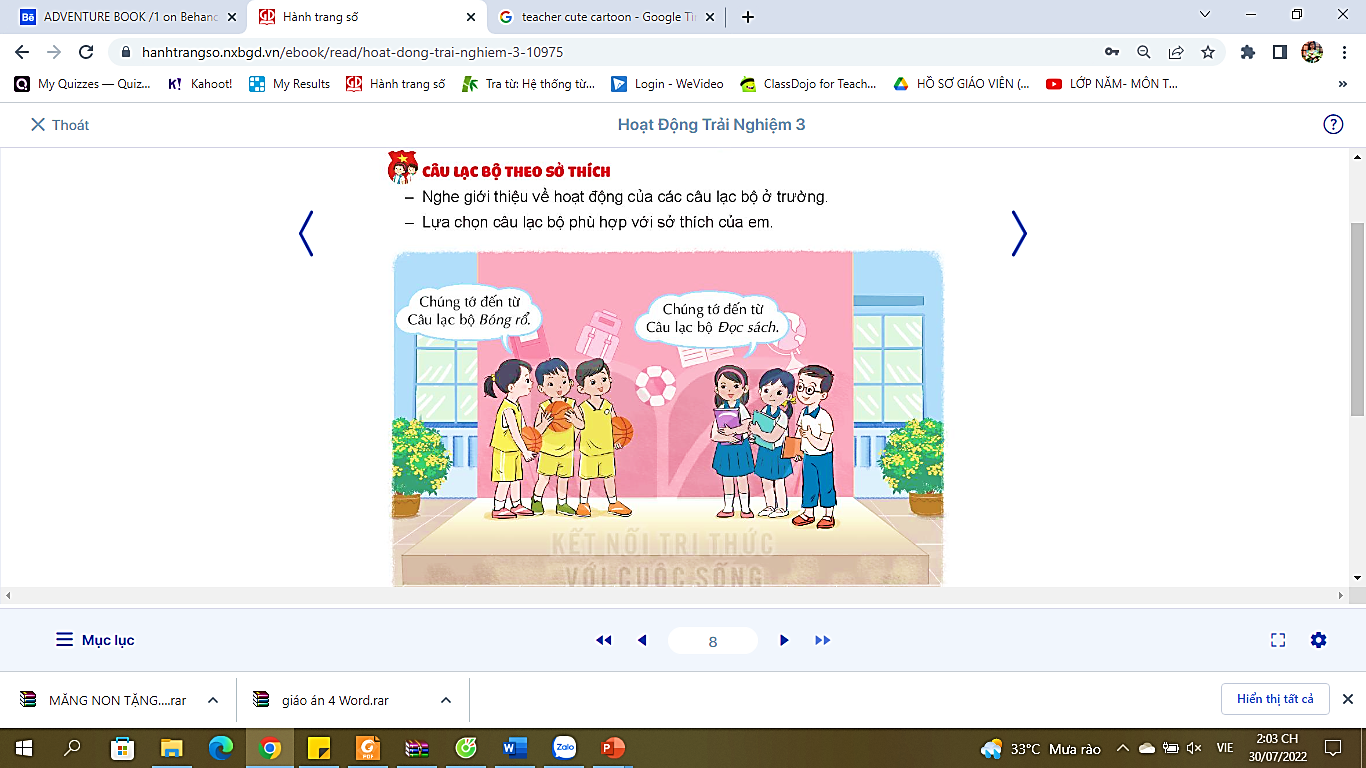 ADVENTURE BOOK /1 on Behanc
Hành trang số
teacher cute cartoon - Google Tì
hanhtrangso.nxbgd.vn/ebook/read/hoat-dong-trai-nghiem-3-10975
My Quizzes — Quiz...
Kahoot!
My Results
Hành trang số
Tra từ: Hệ thống từ...
Login - WeVideo
ClassDojo for Teach...
HỒ SƠ GIÁO VIÊN (...
LỚP NĂM- MÔN T...
Thoát
Hoạt Động Trải Nghiệm 3
CÂU LẠC BỘ THEO SỞ THÍCH
– Nghe giới thiệu về hoạt động của các câu lạc bộ ở trường.
– Lựa chọn câu lạc bộ phù hợp với sở thích của em.
Chúng tớ đến từ
Câu lạc bộ Bóng rổ.
Chúng tớ đến từ
Câu lạc bộ Đọc sách.
KẾT NỐI TRI THỨC
VỚI CUỘC SỐNG
Mục lục
8
MĂNG NON TẶNG....rar
giáo án 4 Word.rar
Hiển thị tất cả
33°C Mưa rào
VIE
2:03 CH
30/07/2022